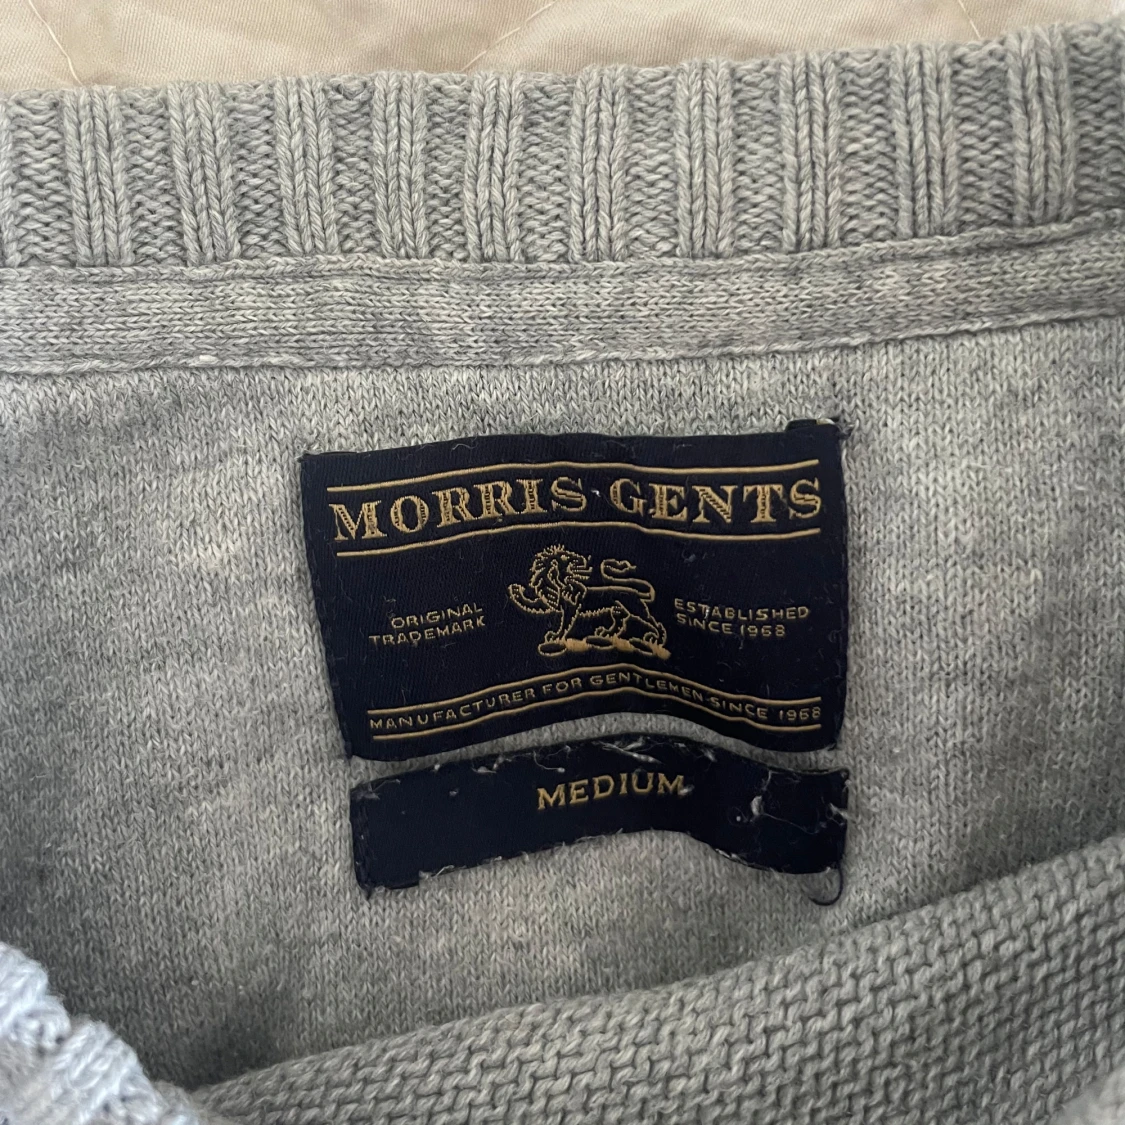 MORRIS GENTS
ORIGINAL
TRADEMARK
ESTABLISHED
SINCE 1968
MANUFACTURER FOR GENTLEMEN SINCE 1968
MEDIUM